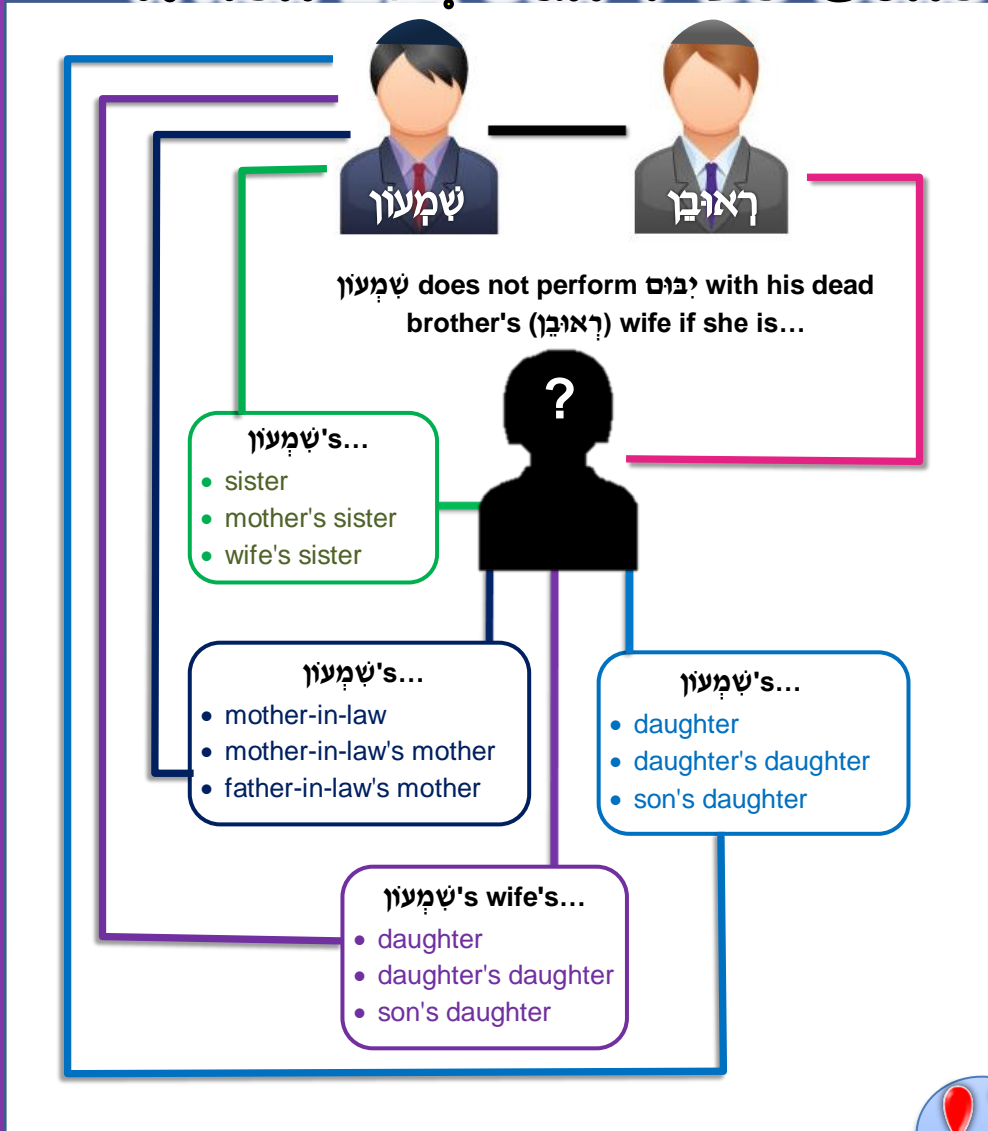 שִׁמְעוֹן
רְאוּבֵן
שִׁמְעוֹן does not perform יִבּוּם with his dead
brother's (רְאוּבֵן) wife if she is…
?
שִׁמְעוֹן's…
• sister
• mother's sister
• wife's sister
שִׁמְעוֹן's…
• mother-in-law
• mother-in-law's mother
• father-in-law's mother
שִׁמְעוֹן's…
• daughter
• daughter's daughter
• son's daughter
שִׁמְעוֹן's wife's…
• daughter
• daughter's daughter
• son's daughter